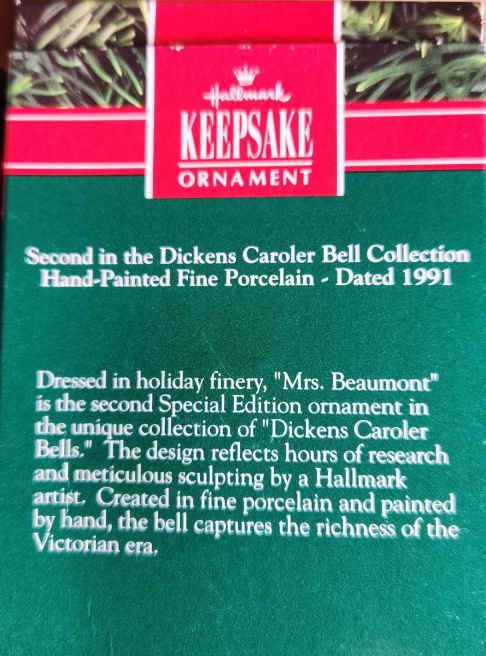 Hallmark
KEEPSAKE
ORNAMENT
Second in the Dickens Caroler Bell Collection
Hand-Painted Fine Porcelain - Dated 1991
Dressed in holiday finery, "Mrs. Beaumont"
is the second Special Edition ornament in
the unique collection of "Dickens Caroler
Bells." The design reflects hours of research
and meticulous sculpting by a Hallmark
artist. Created in fine porcelain and painted
by hand, the bell captures the richness of the
Victorian era.